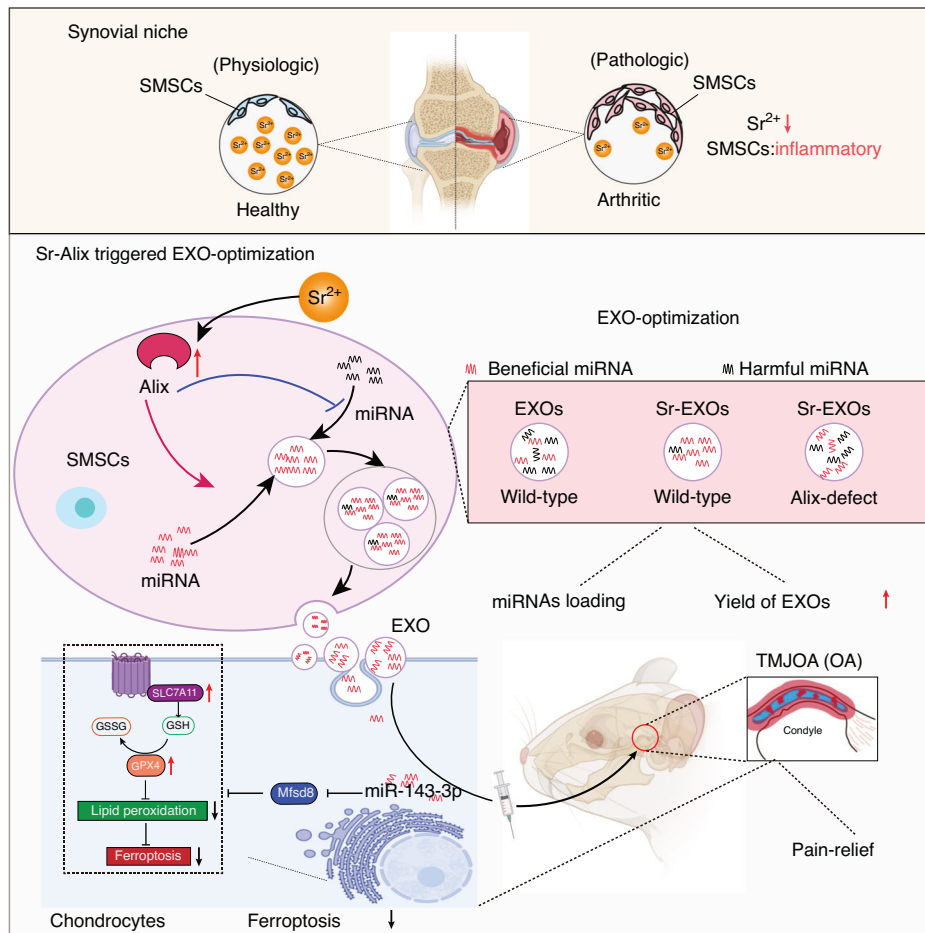 Synovial niche
(Physiologic)
SMSCs
Sr2+
Sr2+
Sr2+
Sr2+
Sr2+
Sr2+
Sr2+
Sr2+
Healthy
(Pathologic)
SMSCs
Sr2+
Sr2+
Sr2+
Arthritic
Sr2+
SMSCs:inflammatory
Sr-Alix triggered EXO-optimization
Sr2+
Alix
miRNA
SMSCs
miRNA
EXO-optimization
Beneficial miRNA
Harmful miRNA
EXOs
Sr-EXOs
Sr-EXOs
Wild-type
Wild-type
Alix-defect
miRNAs loading
Yield of EXOs
EXO
SLC7A11
GSSG
GSH
GPX4
Lipid peroxidation
Ferroptosis
Mfsd8
miR-143-3p
TMJOA (OA)
Condyle
Pain-relief
Chondrocytes
Ferroptosis